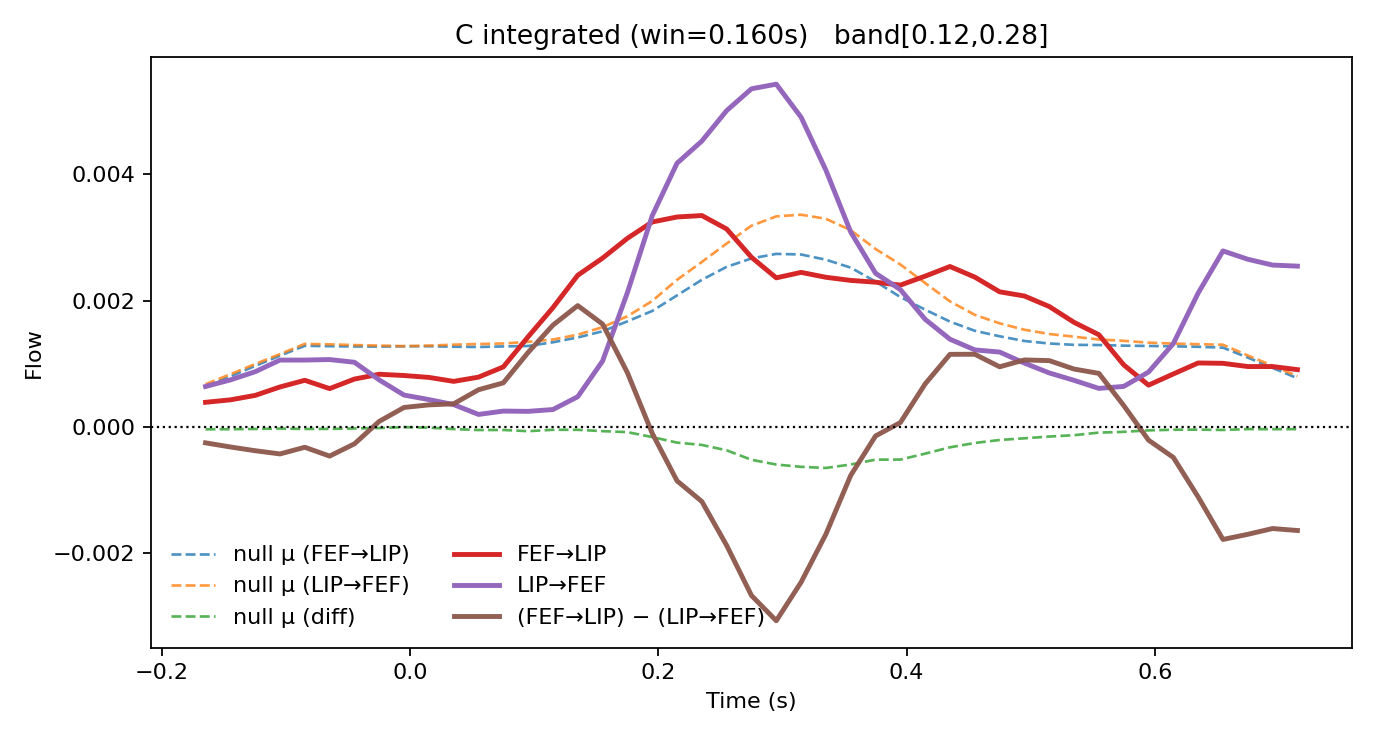 C integrated (win=0.160s)   band[0.12,0.28]
Flow
0.004
0.002
0.000
−0.002
null μ (FEF→LIP)
null μ (LIP→FEF)
null μ (diff)
FEF→LIP
LIP→FEF
(FEF→LIP) − (LIP→FEF)
−0.2 0.0 0.2 0.4 0.6
Time (s)